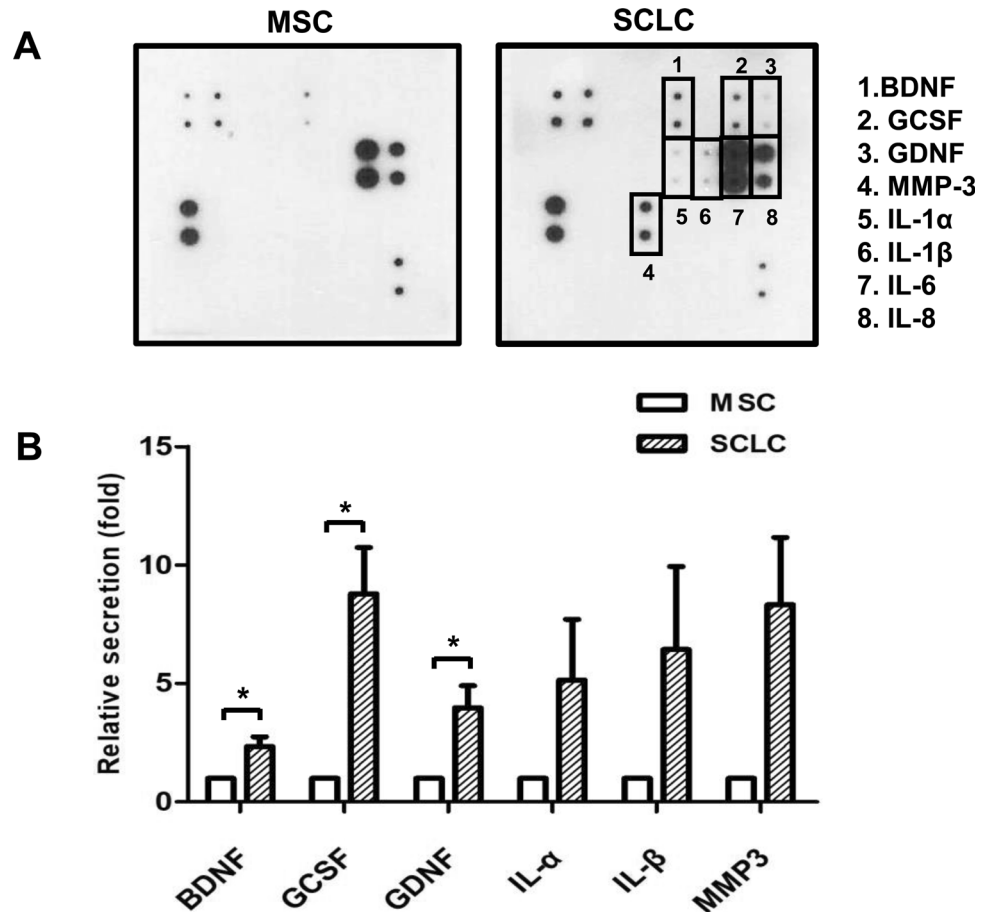 A
MSC
SCLC
1
2
3
5
6
7
8
4
1.BDNF
2. GCSF
3. GDNF
4. MMP-3
5. IL-1α
6. IL-1β
7. IL-6
8. IL-8
B
MSC
SCLC
Relative secretion (fold)
15
10
5
0
*
*
*
BDNF
GCSF
GDNF
IL-α
IL-β
MMP3